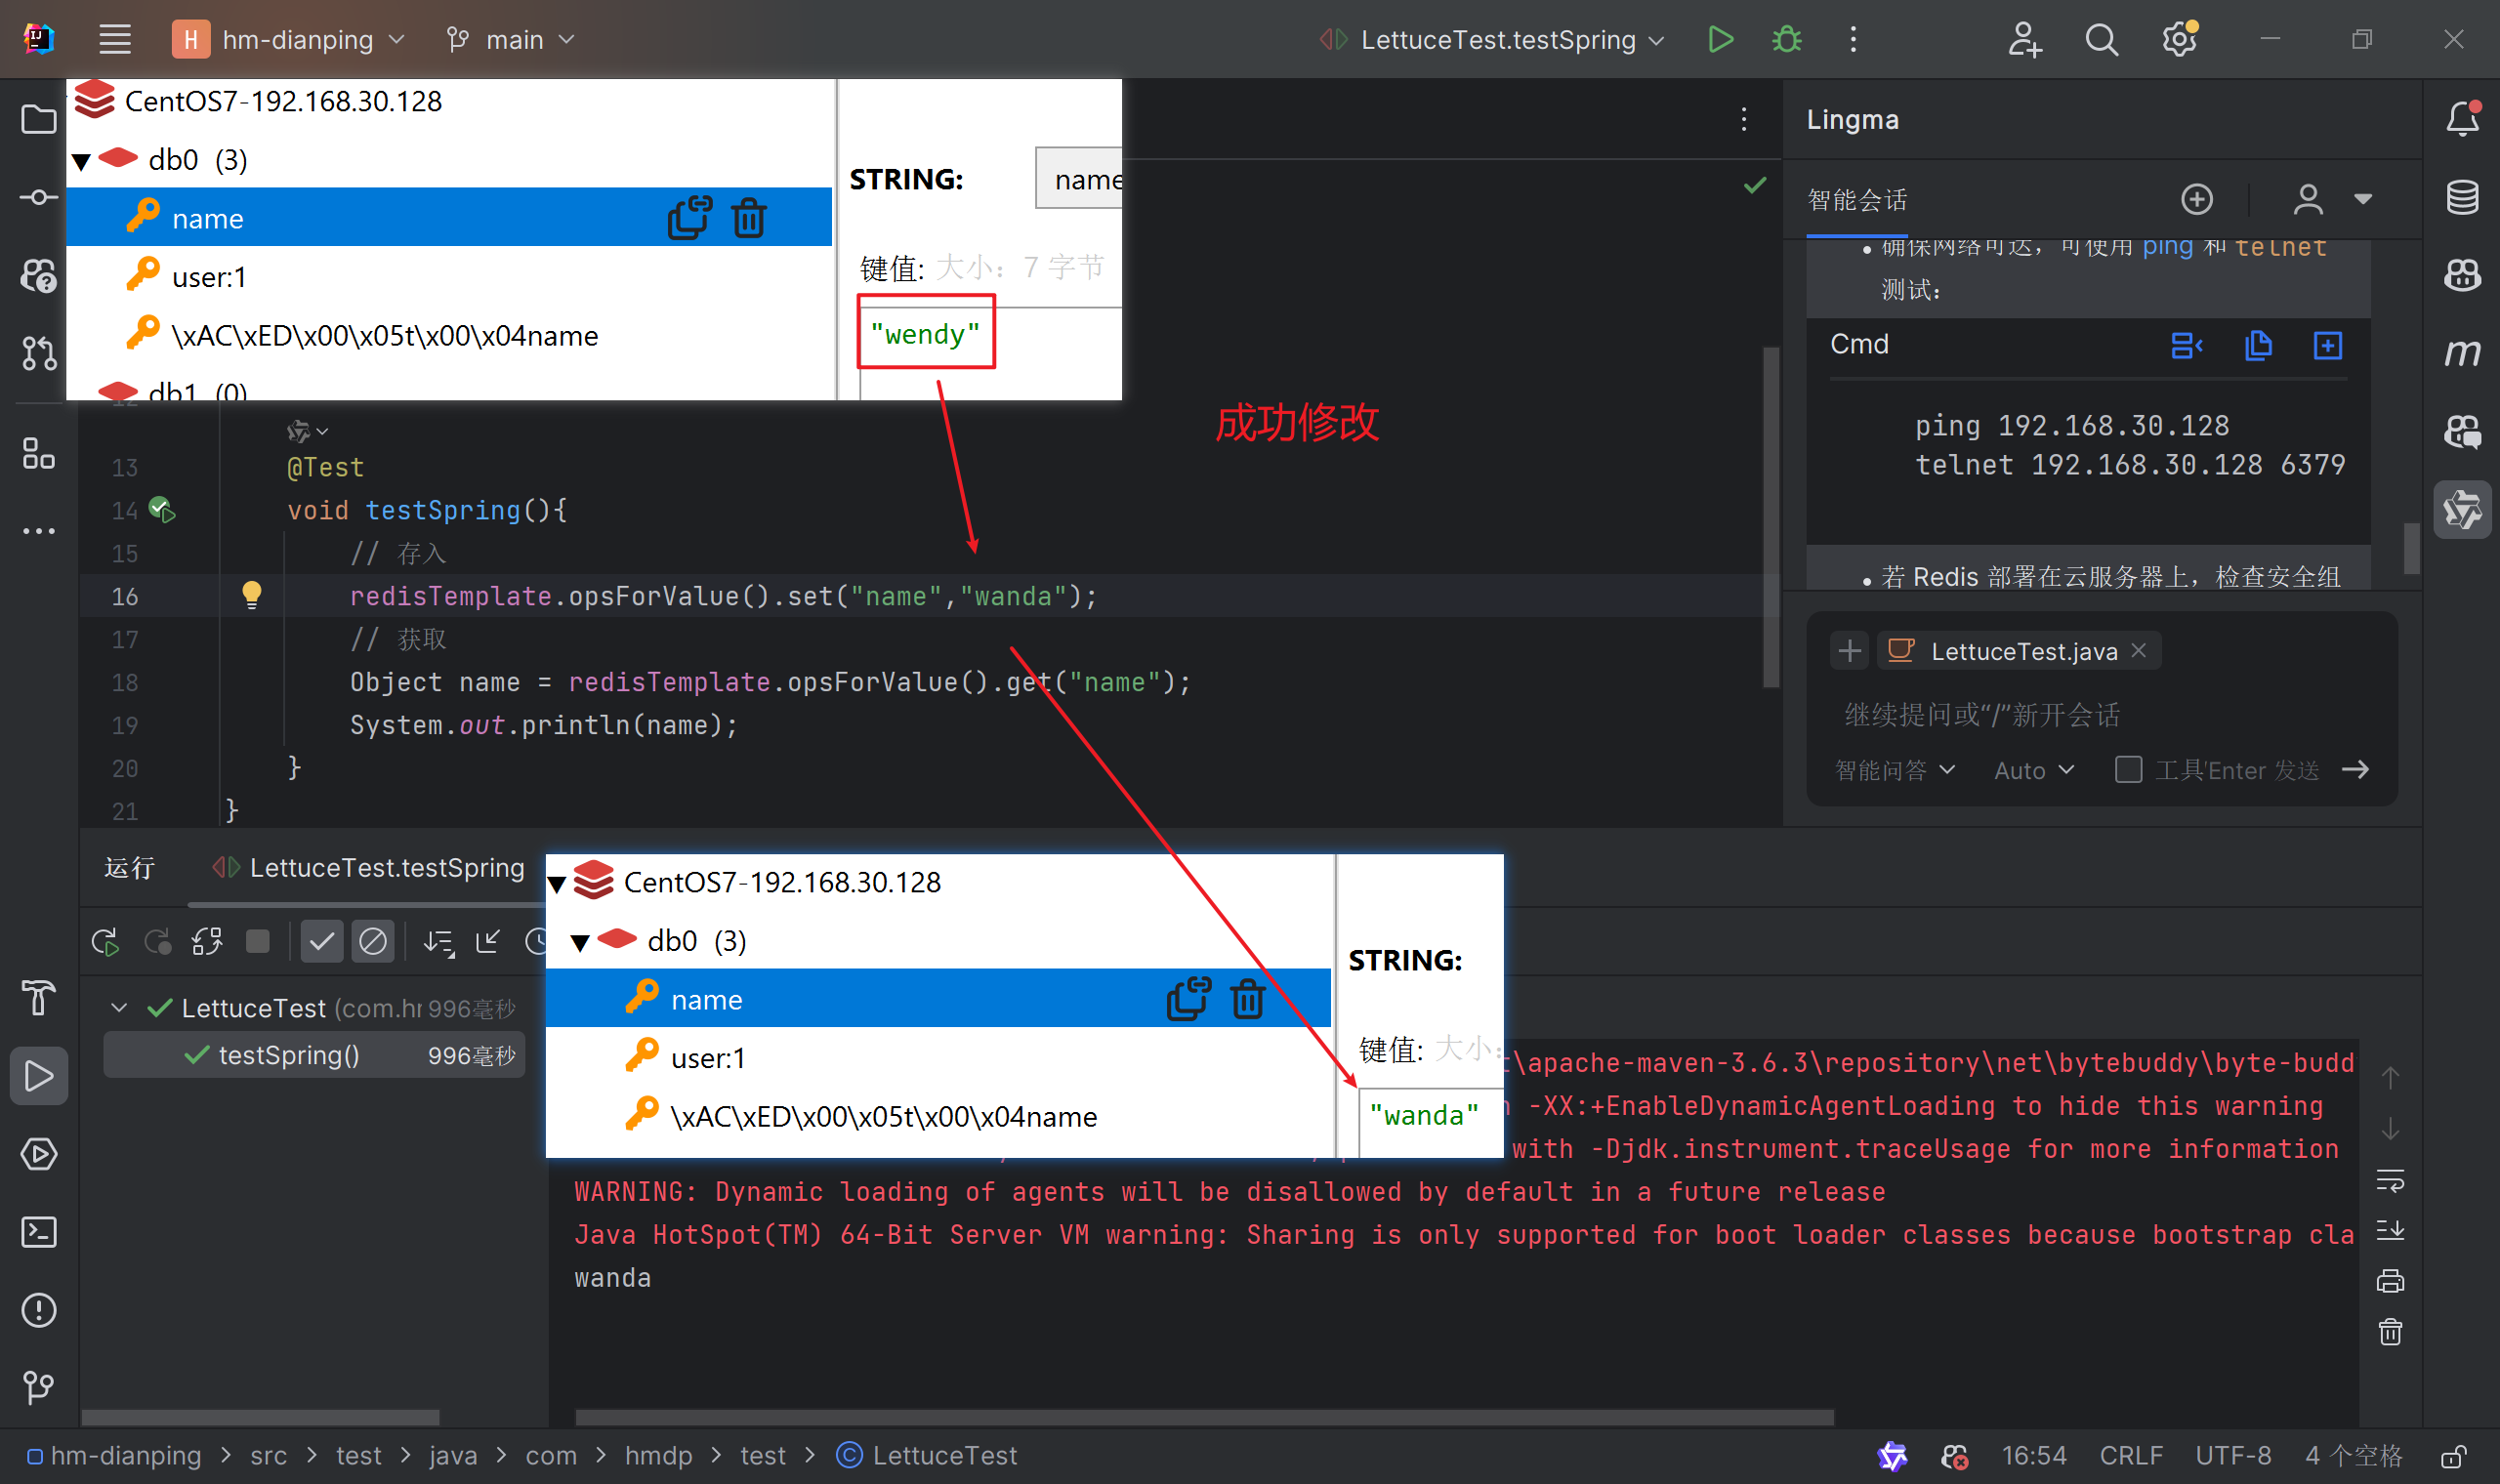 H hm-dianping main LettuceTest.testSpring
CentOS7-192.168.30.128
db0 (3)
name
user:1
\xAC\xED\x00\x05t\x00\x04name
db1 (0)
STRING: name
键值: 大小: 7 字节
"wendy"
成功修改
12
13 @Test
14 void testSpring(){
15 // 存入
16 redisTemplate.opsForValue().set("name","wanda");
17 // 获取
18 Object name = redisTemplate.opsForValue().get("name");
19 System.out.println(name);
20 }
21 }
Lingma
智能会话
确保网络可达，可使用 ping 和 telnet
测试：
Cmd
ping 192.168.30.128
telnet 192.168.30.128 6379
若 Redis 部署在云服务器上，检查安全组
LettuceTest.java
继续提问或“/”新开会话
智能问答 Auto 工具 Enter 发送
运行 LettuceTest.testSpring
LettuceTest (com.hr 996毫秒
testSpring() 996毫秒
CentOS7-192.168.30.128
db0 (3)
name
user:1
\xAC\xED\x00\x05t\x00\x04name
STRING:
键值: 大小:
"wanda"
\apache-maven-3.6.3\repository\net\bytebuddy\byte-budd
-XX:+EnableDynamicAgentLoading to hide this warning
with -Djdk.instrument.traceUsage for more information
WARNING: Dynamic loading of agents will be disallowed by default in a future release
Java HotSpot(TM) 64-Bit Server VM warning: Sharing is only supported for boot loader classes because bootstrap cla
wanda
hm-dianping > src > test > java > com > hmdp > test > LettuceTest
16:54 CRLF UTF-8 4 个空格